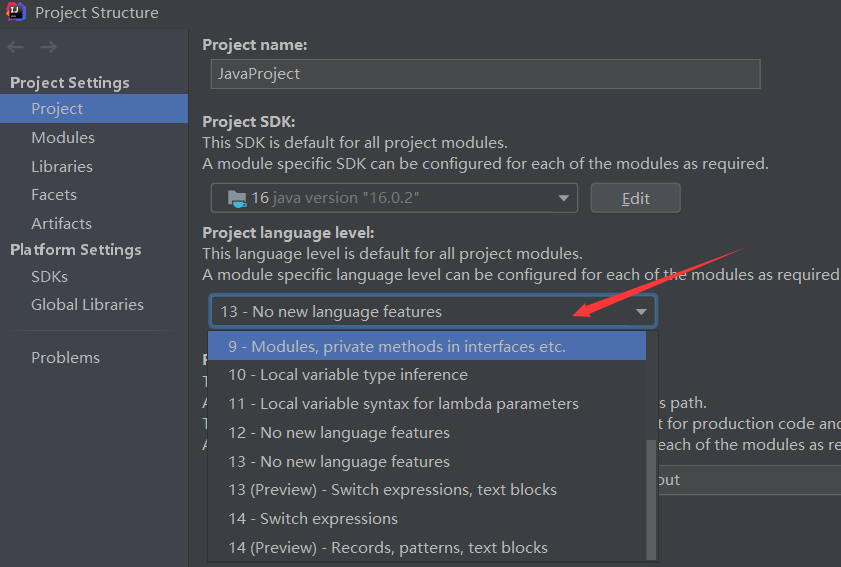 Project Structure
Project Settings
Project
Modules
Libraries
Facets
Artifacts
Platform Settings
SDKs
Global Libraries
Problems
Project name:
JavaProject
Project SDK:
This SDK is default for all project modules.
A module specific SDK can be configured for each of the modules as required.
16 java version "16.0.2"
Edit
Project language level:
This language level is default for all project modules.
A module specific language level can be configured for each of the modules as required
13 - No new language features
9 - Modules, private methods in interfaces etc.
10 - Local variable type inference
11 - Local variable syntax for lambda parameters
12 - No new language features
13 - No new language features
13 (Preview) - Switch expressions, text blocks
14 - Switch expressions
14 (Preview) - Records, patterns, text blocks
s path.
t for production code and
each of the modules as re
out